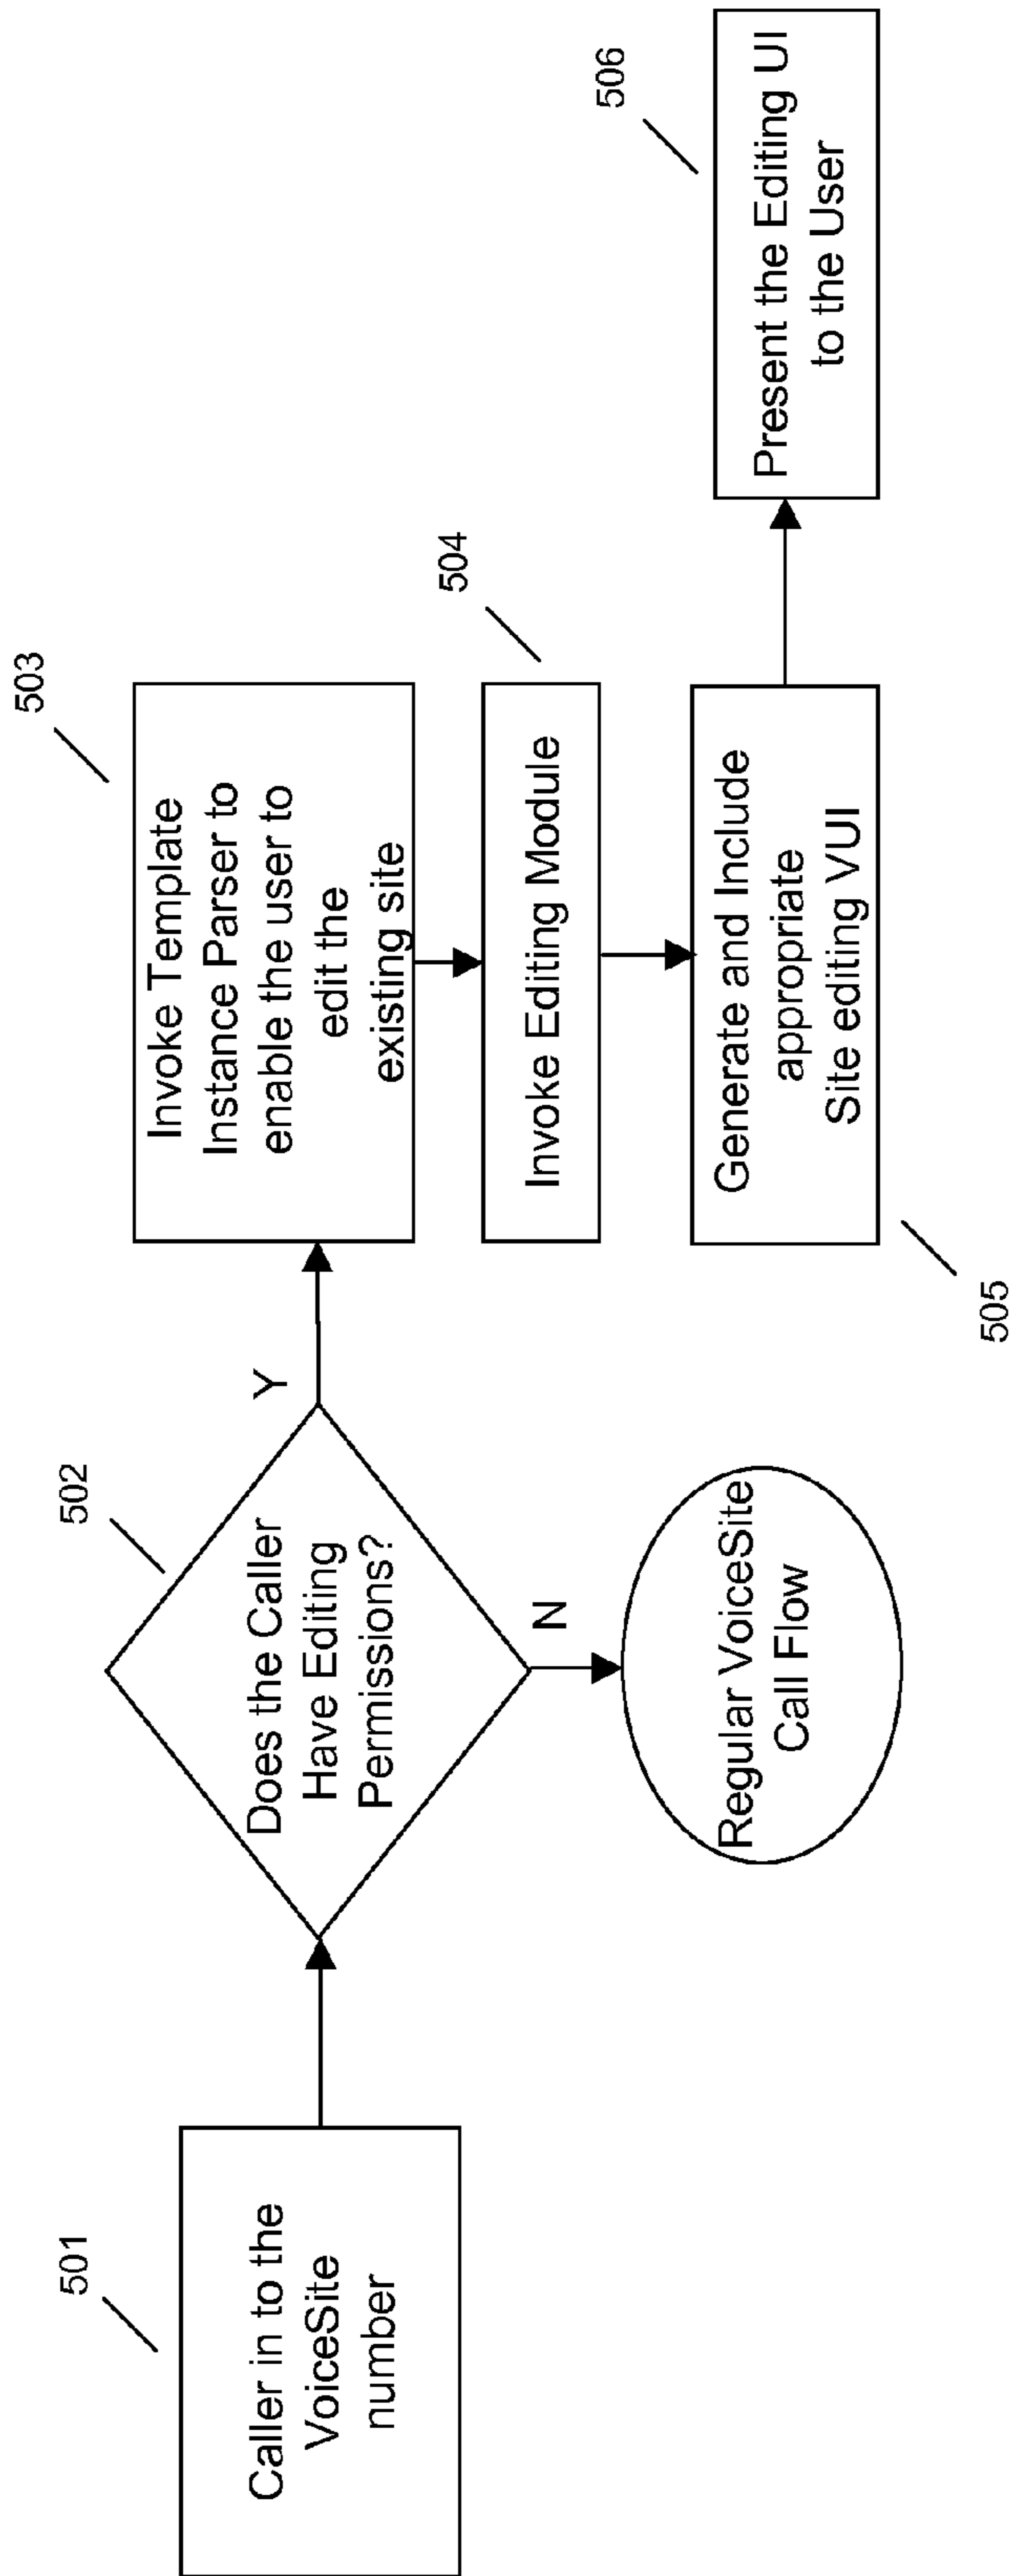 501
Caller in to the
VoiceSite
number
502
Does the Caller
Have Editing
Permissions?
Y
N
Regular VoiceSite
Call Flow
503
Invoke Template
Instance Parser to
enable the user to
edit the
existing site
504
Invoke Editing Module
505
Generate and Include
appropriate
Site editing VUI
506
Present the Editing UI
to the User